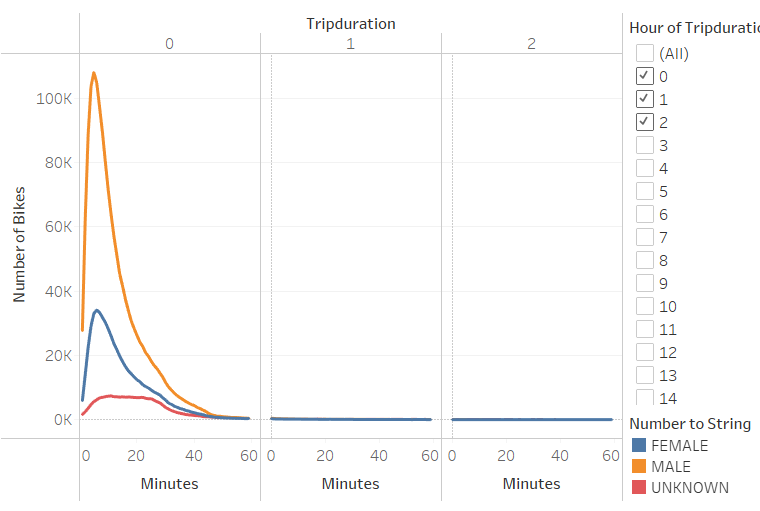 Tripduration
0 1 2
100K
80K
60K
40K
20K
0K
Number of Bikes
0 20 40 60 0 20 40 60 0 20 40 60
Minutes Minutes Minutes
Hour of Tripduratio
(All)
0
1
2
3
4
5
6
7
8
9
10
11
12
13
14
Number to String
FEMALE
MALE
UNKNOWN